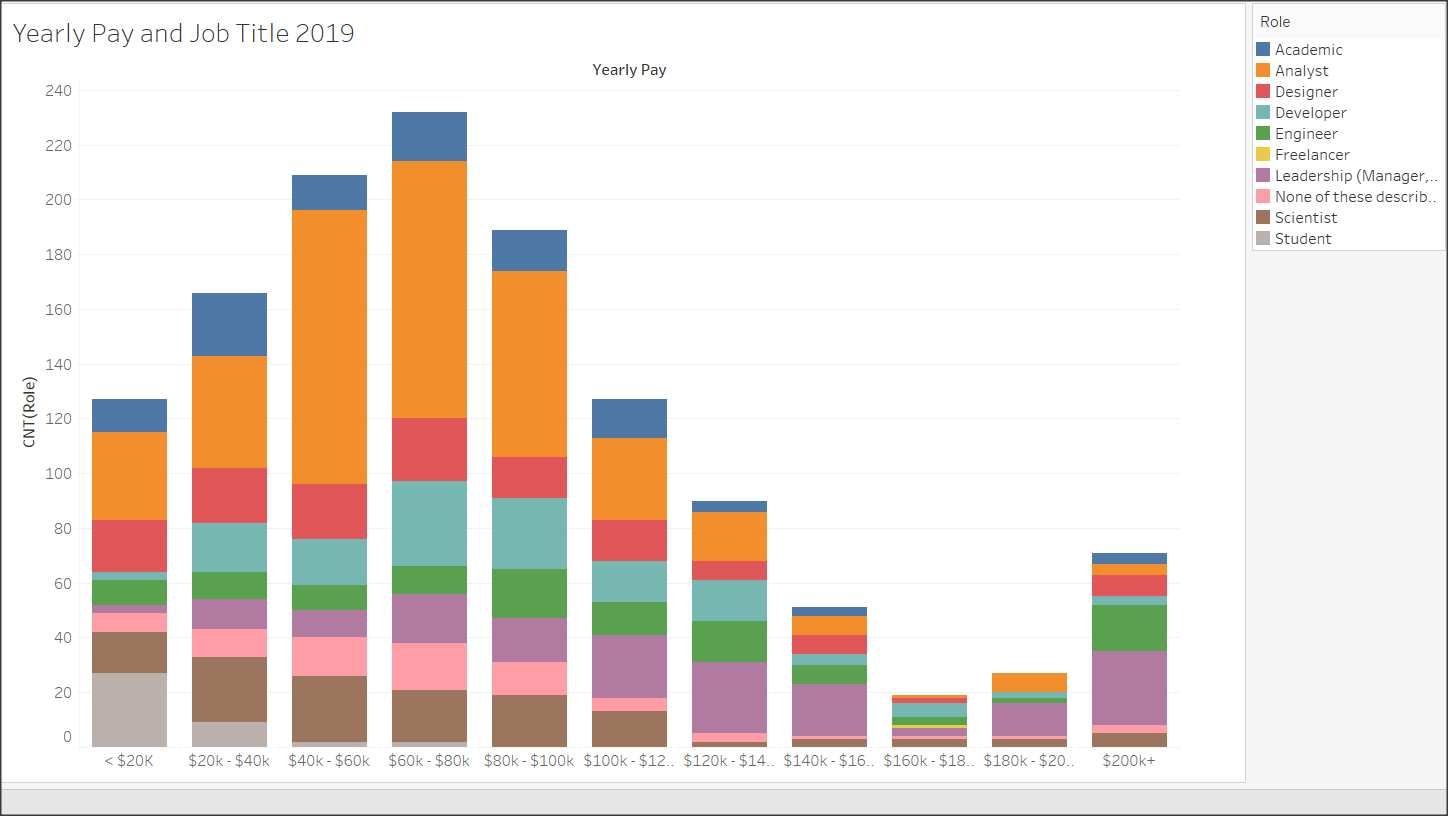 Yearly Pay and Job Title 2019
Yearly Pay
240
220
200
180
160
140
120
100
80
60
40
20
0
CNT(Role)
< $20K
$20k - $40k
$40k - $60k
$60k - $80k
$80k - $100k
$100k - $12..
$120k - $14..
$140k - $16..
$160k - $18..
$180k - $20..
$200k+
Role
Academic
Analyst
Designer
Developer
Engineer
Freelancer
Leadership (Manager,..
None of these describ..
Scientist
Student